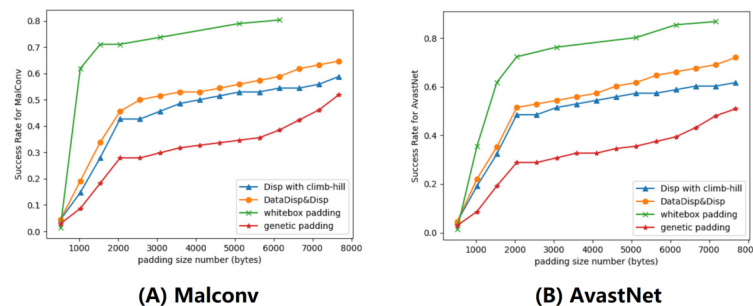 0.8
0.7
0.6
0.5
0.4
0.3
0.2
0.1
0.0
Success Rate for MalConv
1000 2000 3000 4000 5000 6000 7000 8000
padding size number (bytes)
Disp with climb-hill
DataDisp&Disp
whitebox padding
genetic padding
(A) Malconv
0.8
0.6
0.4
0.2
0.0
Success Rate for AvastNet
1000 2000 3000 4000 5000 6000 7000 800
padding size number (bytes)
Disp with climb-hill
DataDisp&Disp
whitebox padding
genetic padding
(B) AvastNet